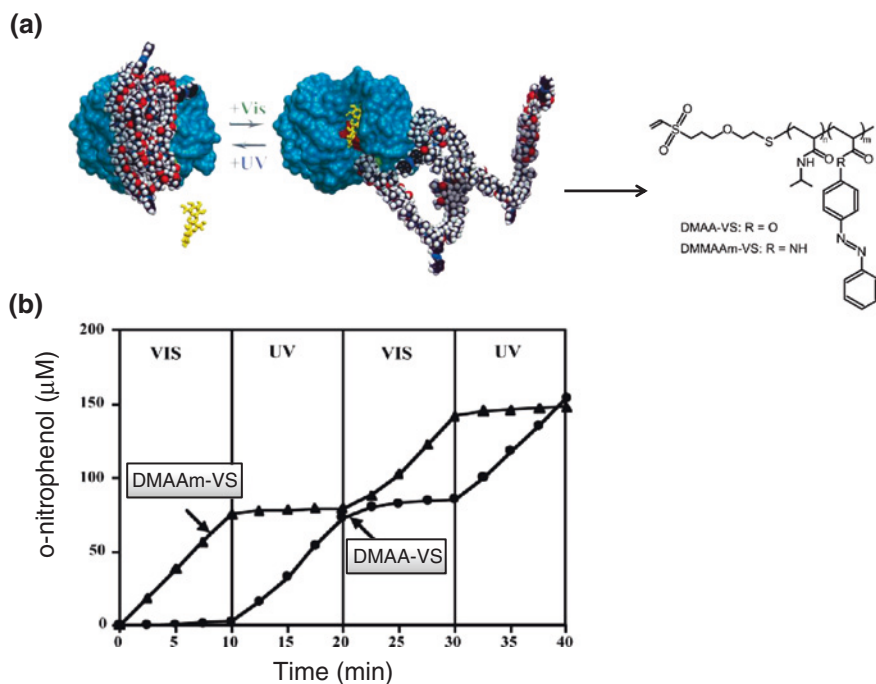 (a)
+Vis
+UV
O
S
O
O
S
n
m
NH
O
R
O
N
N
DMAA-VS: R = O
DMMAAm-VS: R = NH
(b)
200
150
100
50
0
o-nitrophenol (μM)
VIS
UV
VIS
UV
DMAAm-VS
DMAA-VS
0 5 10 15 20 25 30 35 40
Time (min)